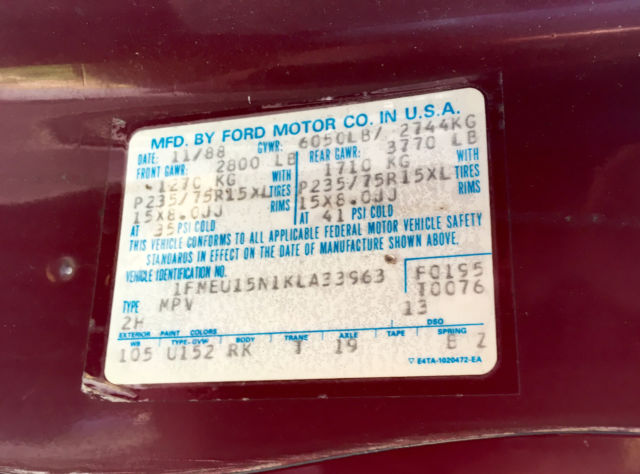 MFD. BY FORD MOTOR CO. IN U.S.A.
DATE: 11/88 GVWR: 6050LB/ 2744KG
FRONT GAWR: 2800 LB REAR GAWR: 3770 LB
1270 KG WITH 1710 KG WITH
P235/75R15XL TIRES P235/75R15XL TIRES
15X8.0JJ RIMS 15X8.0JJ RIMS
AT 35 PSI COLD AT 41 PSI COLD
THIS VEHICLE CONFORMS TO ALL APPLICABLE FEDERAL MOTOR VEHICLE SAFETY
STANDARDS IN EFFECT ON THE DATE OF MANUFACTURE SHOWN ABOVE.
VEHICLE IDENTIFICATION NO.
1FMEU15N1KLA33963 F0195
TYPE MPV T0076
2H 13
EXTERIOR PAINT COLORS DSO
WB TYPE-GVW BODY TRANS AXLE TAPE SPRING
105 U152 RK T 19 B Z
▽ E4TA-1020472-EA